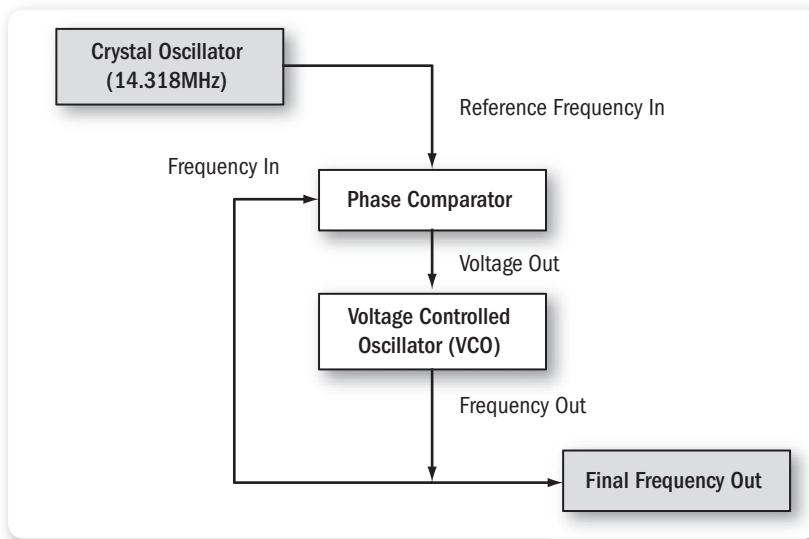 Crystal Oscillator
(14.318MHz)
Reference Frequency In
Frequency In
Phase Comparator
Voltage Out
Voltage Controlled
Oscillator (VCO)
Frequency Out
Final Frequency Out